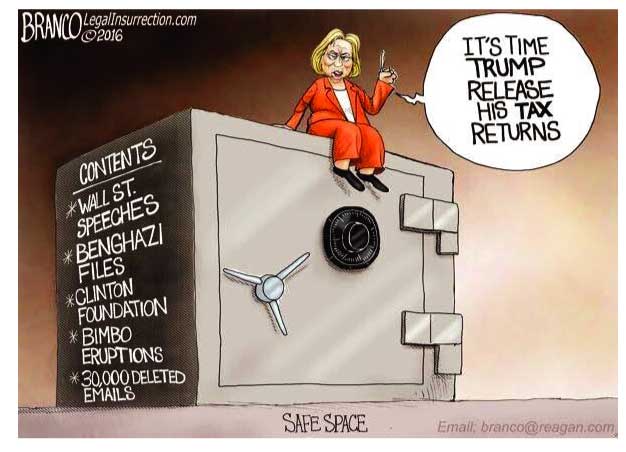 BRANCO LegalInsurrection.com
©2016
IT'S TIME
TRUMP
RELEASE
HIS TAX
RETURNS
CONTENTS
* WALL ST.
SPEECHES
* BENGHAZI
FILES
* CLINTON
FOUNDATION
* BIMBO
ERUPTIONS
* 30,000 DELETED
EMAILS
SAFE SPACE
Email: branco@reagan.com